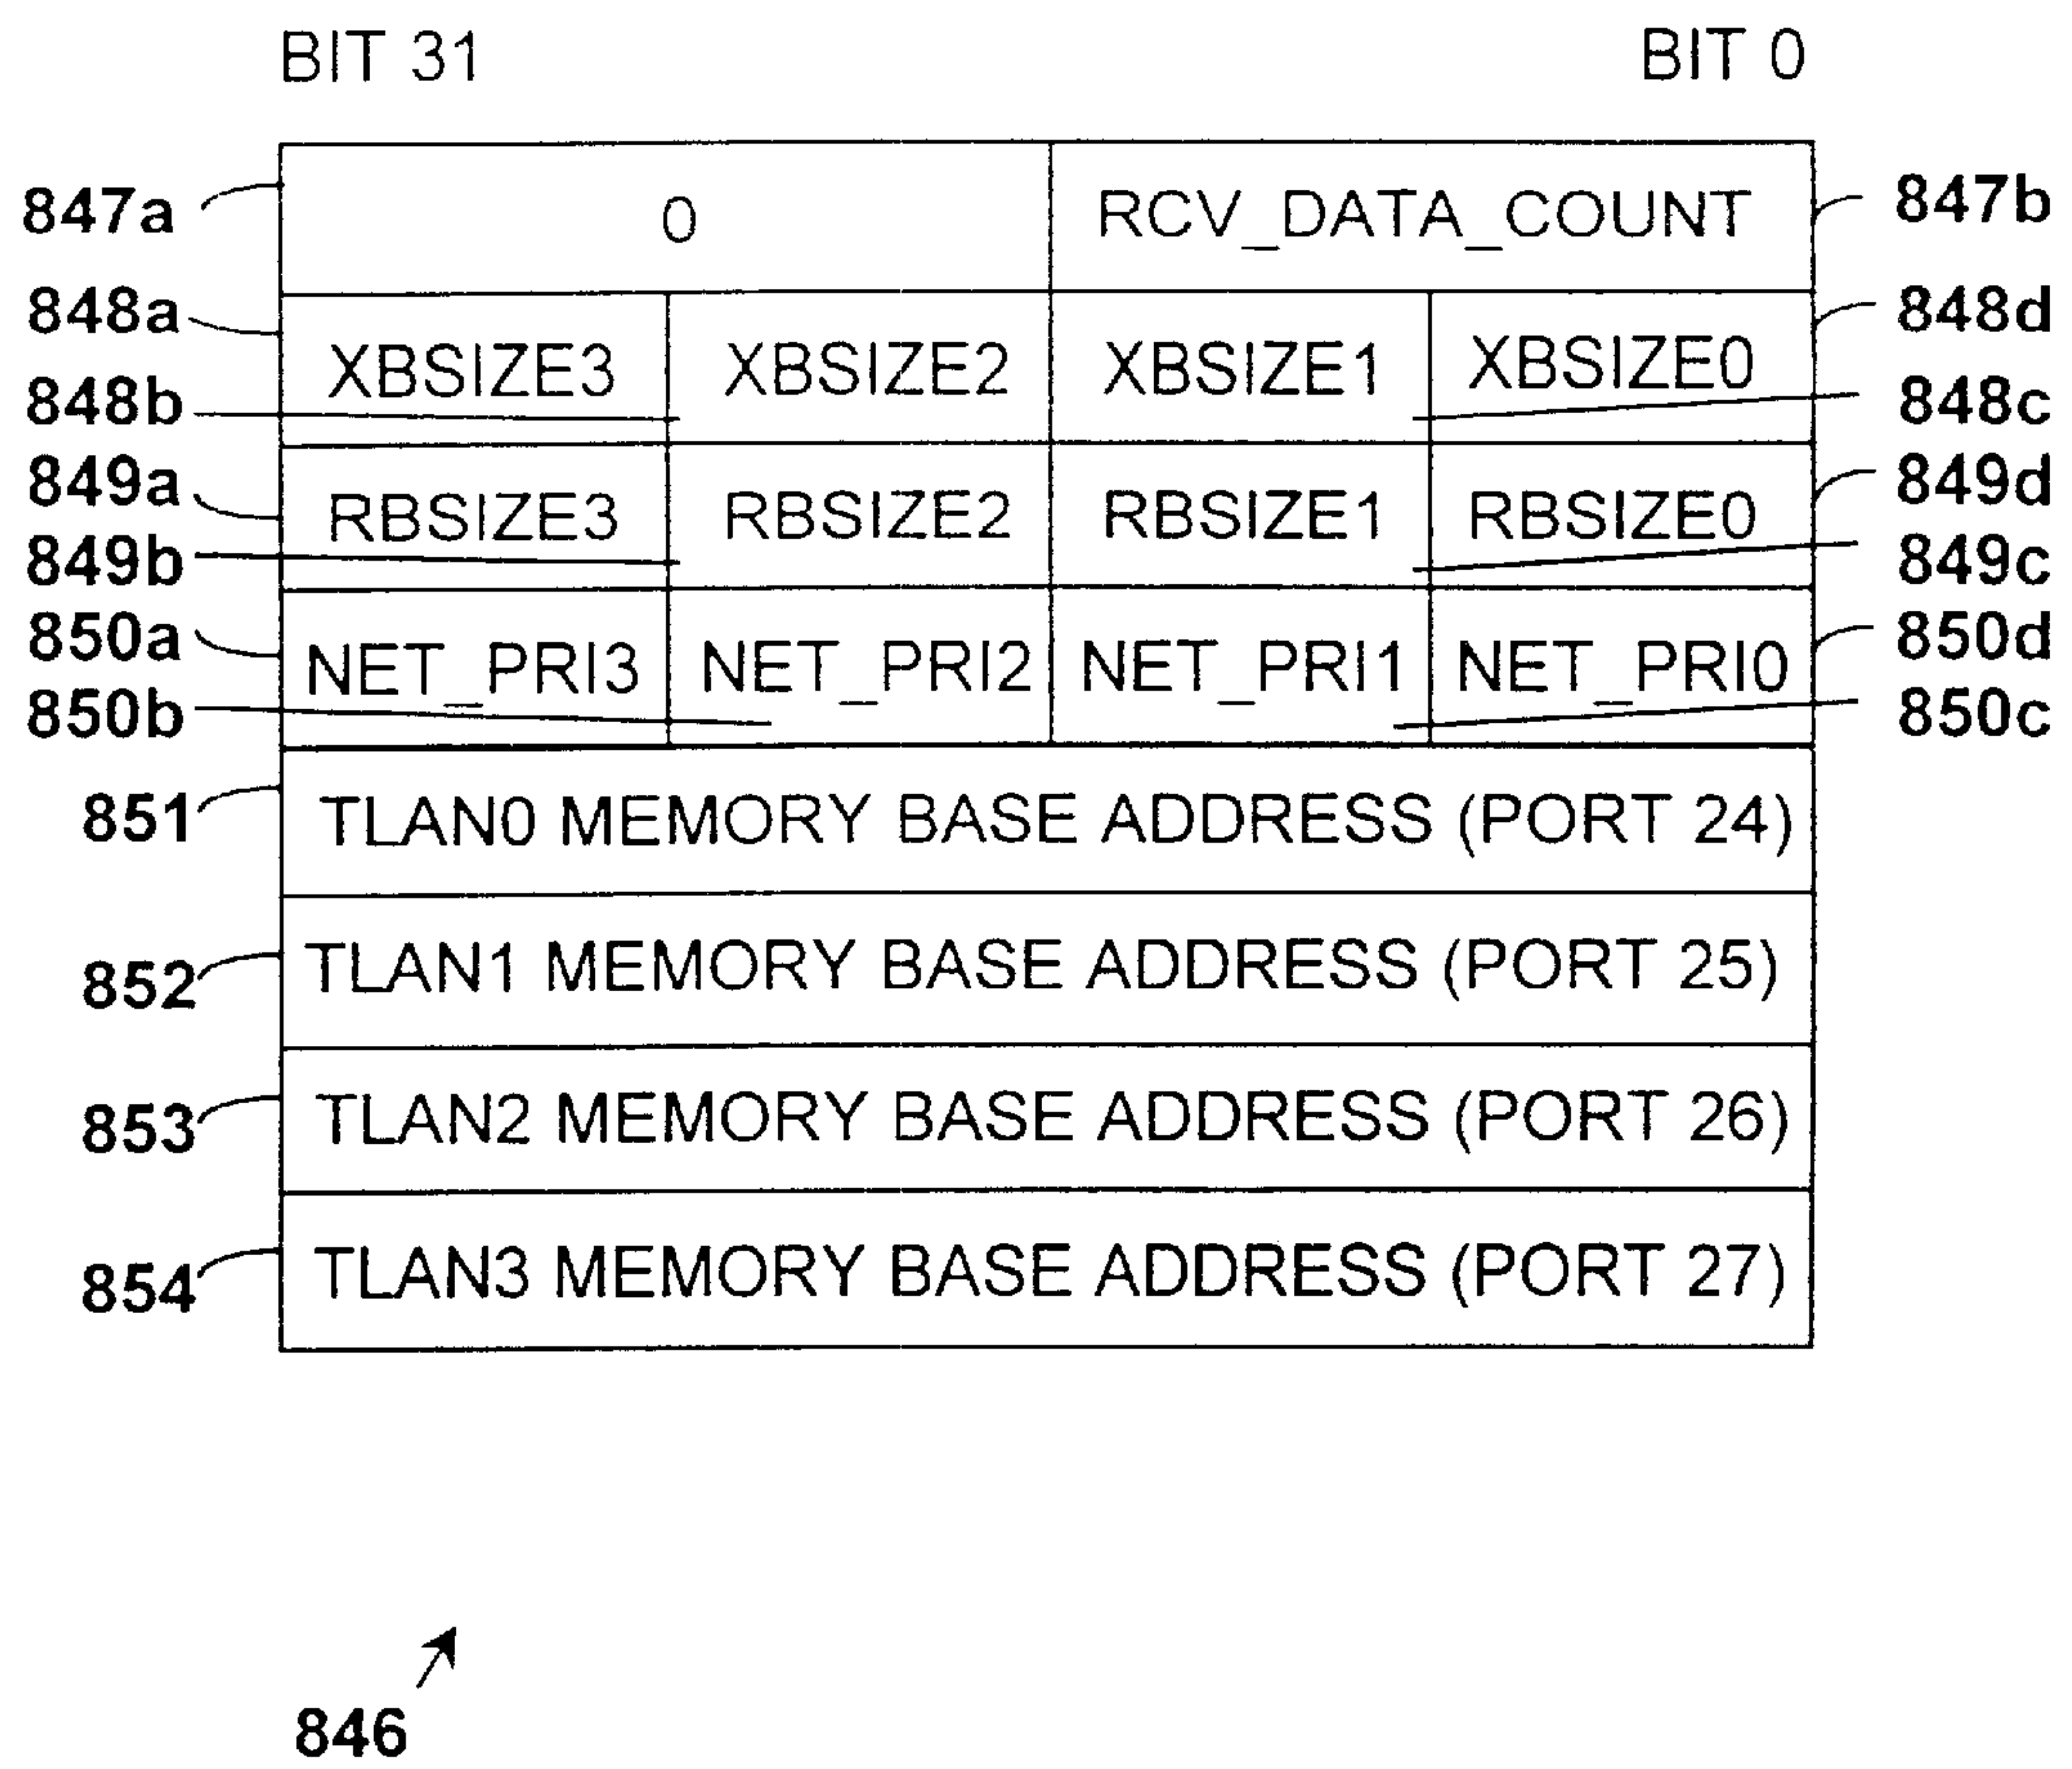 BIT 31 BIT 0
847a 0 RCV_DATA_COUNT 847b
848a 848d
XBSIZE3 XBSIZE2 XBSIZE1 XBSIZE0
848b 848c
849a 849d
RBSIZE3 RBSIZE2 RBSIZE1 RBSIZE0
849b 849c
850a 850d
NET_PRI3 NET_PRI2 NET_PRI1 NET_PRI0
850b 850c
851 TLAN0 MEMORY BASE ADDRESS (PORT 24)
852 TLAN1 MEMORY BASE ADDRESS (PORT 25)
853 TLAN2 MEMORY BASE ADDRESS (PORT 26)
854 TLAN3 MEMORY BASE ADDRESS (PORT 27)
846